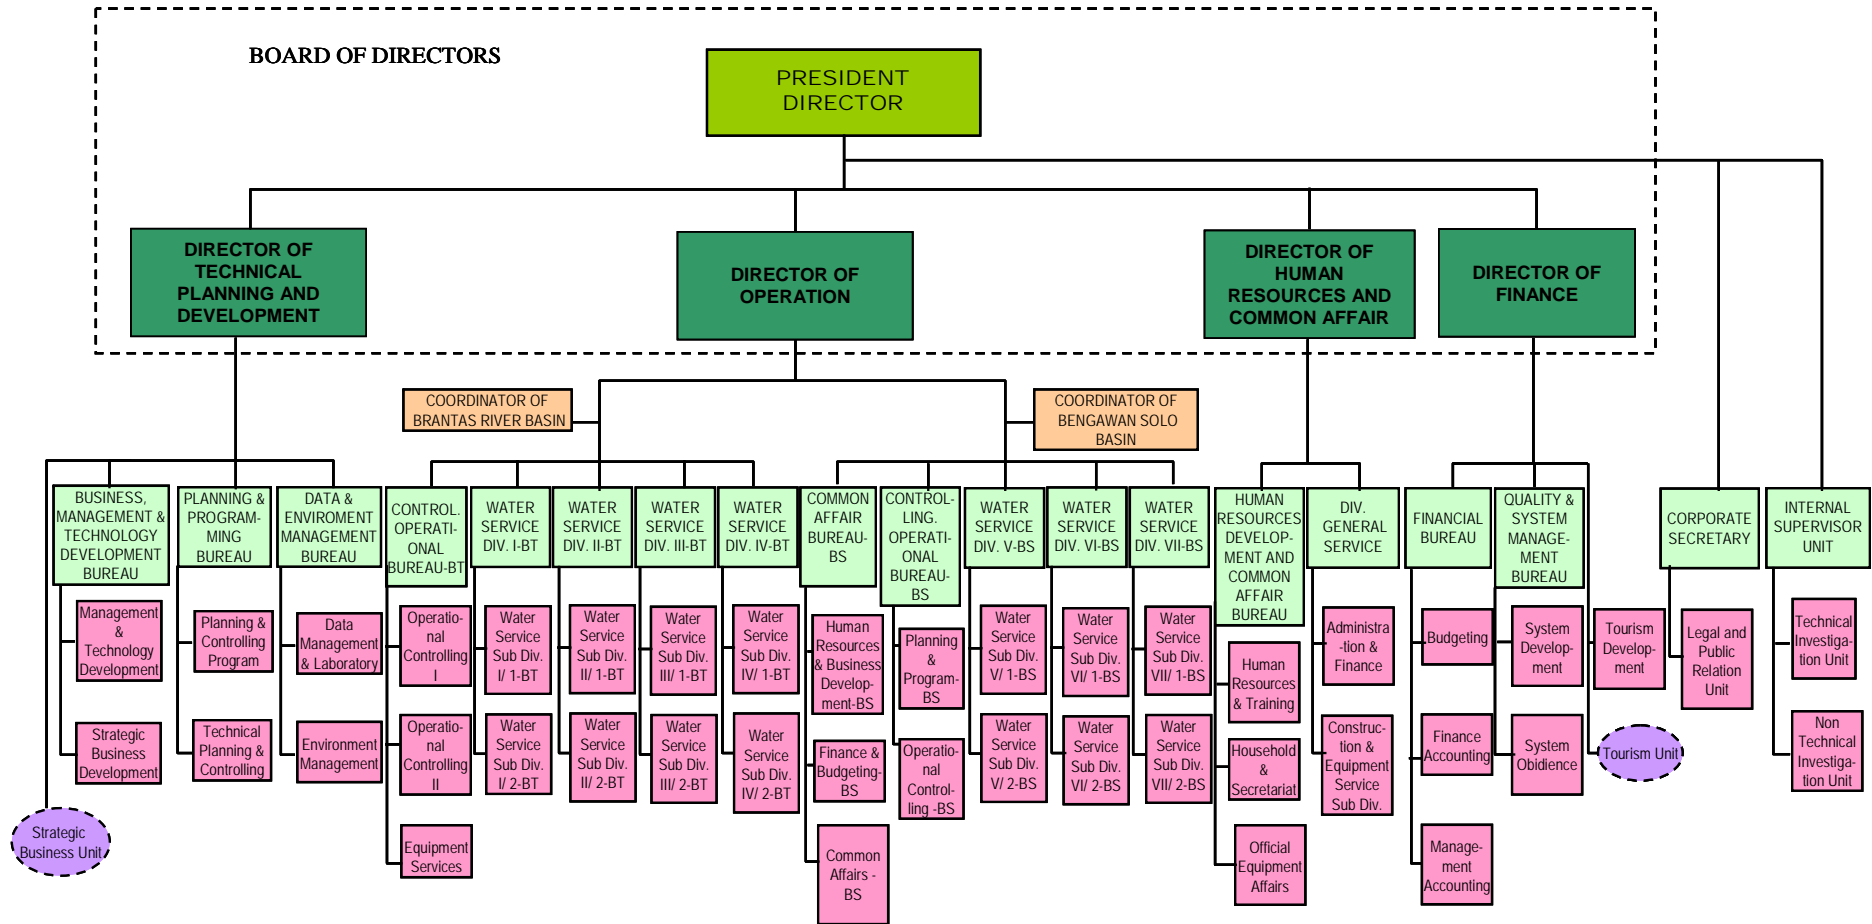 BOARD OF DIRECTORS
PRESIDENT
DIRECTOR
DIRECTOR OF
TECHNICAL
PLANNING AND
DEVELOPMENT
DIRECTOR OF
OPERATION
DIRECTOR OF
HUMAN
RESOURCES AND
COMMON AFFAIR
DIRECTOR OF
FINANCE
COORDINATOR OF
BRANTAS RIVER BASIN
COORDINATOR OF
BENGAWAN SOLO
BASIN
BUSINESS,
MANAGEMENT &
TECHNOLOGY
DEVELOPMENT
BUREAU
PLANNING &
PROGRAM-
MING
BUREAU
DATA &
ENVIROMENT
MANAGEMENT
BUREAU
CONTROL.
OPERATI-
ONAL
BUREAU-BT
WATER
SERVICE
DIV. I-BT
WATER
SERVICE
DIV. II-BT
WATER
SERVICE
DIV. III-BT
WATER
SERVICE
DIV. IV-BT
COMMON
AFFAIR
BUREAU-
BS
CONTROL-
LING.
OPERATI-
ONAL
BUREAU-
BS
WATER
SERVICE
DIV. V-BS
WATER
SERVICE
DIV. VI-BS
WATER
SERVICE
DIV. VII-BS
HUMAN
RESOURCES
DEVELOP-
MENT AND
COMMON
AFFAIR
BUREAU
DIV.
GENERAL
SERVICE
FINANCIAL
BUREAU
QUALITY &
SYSTEM
MANAGE-
MENT
BUREAU
CORPORATE
SECRETARY
INTERNAL
SUPERVISOR
UNIT
Management
&
Technology
Development
Planning &
Controlling
Program
Data
Management
& Laboratory
Operatio-
nal
Controlling
I
Water
Service
Sub Div.
I/ 1-BT
Water
Service
Sub Div.
II/ 1-BT
Water
Service
Sub Div.
III/ 1-BT
Water
Service
Sub Div.
IV/ 1-BT
Human
Resources
& Business
Develop-
ment-BS
Planning
&
Program-
BS
Water
Service
Sub Div.
V/ 1-BS
Water
Service
Sub Div.
VI/ 1-BS
Water
Service
Sub Div.
VII/ 1-BS
Human
Resources
& Training
Administra
-tion &
Finance
Budgeting
System
Develop-
ment
Tourism
Develop-
ment
Legal and
Public
Relation
Unit
Technical
Investiga-
tion Unit
Strategic
Business
Development
Technical
Planning &
Controlling
Environment
Management
Operatio-
nal
Controlling
II
Water
Service
Sub Div.
I/ 2-BT
Water
Service
Sub Div.
II/ 2-BT
Water
Service
Sub Div.
III/ 2-BT
Water
Service
Sub Div.
IV/ 2-BT
Finance &
Budgeting-
BS
Operatio-
nal
Control-
ling -BS
Water
Service
Sub Div.
V/ 2-BS
Water
Service
Sub Div.
VI/ 2-BS
Water
Service
Sub Div.
VII/ 2-BS
Household
&
Secretariat
Construc-
tion &
Equipment
Service
Sub Div.
Finance
Accounting
System
Obidience
Tourism Unit
Non
Technical
Investiga-
tion Unit
Strategic
Business Unit
Equipment
Services
Common
Affairs -
BS
Official
Equipment
Affairs
Manage-
ment
Accounting